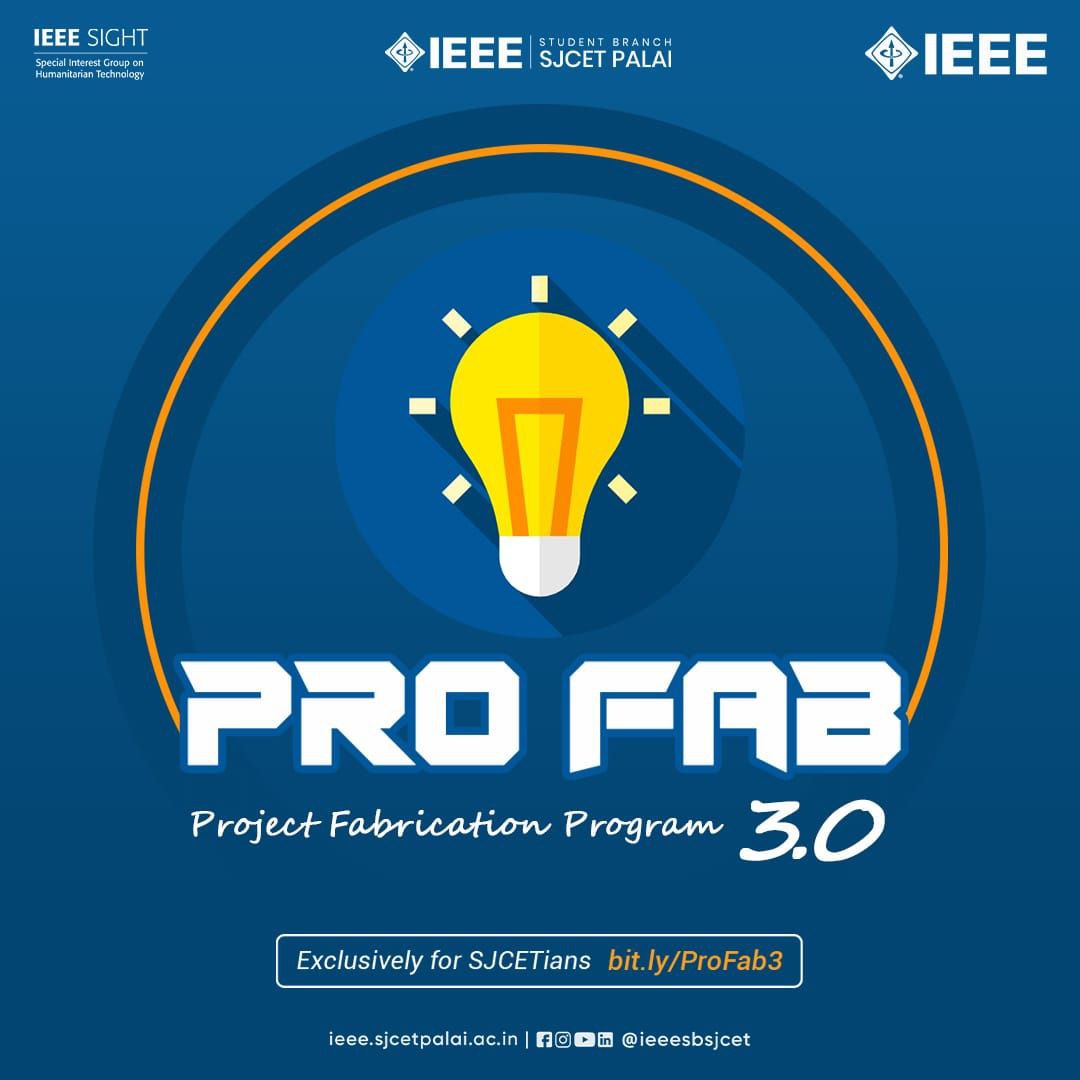 IEEE SIGHT
Special Interest Group on
Humanitarian Technology
IEEE
STUDENT BRANCH
SJCET PALAI
IEEE
PRO FAB
Project Fabrication Program 3.0
Exclusively for SJCETians bit.ly/ProFab3
ieee.sjcetpalai.ac.in | @ieeesbsjcet